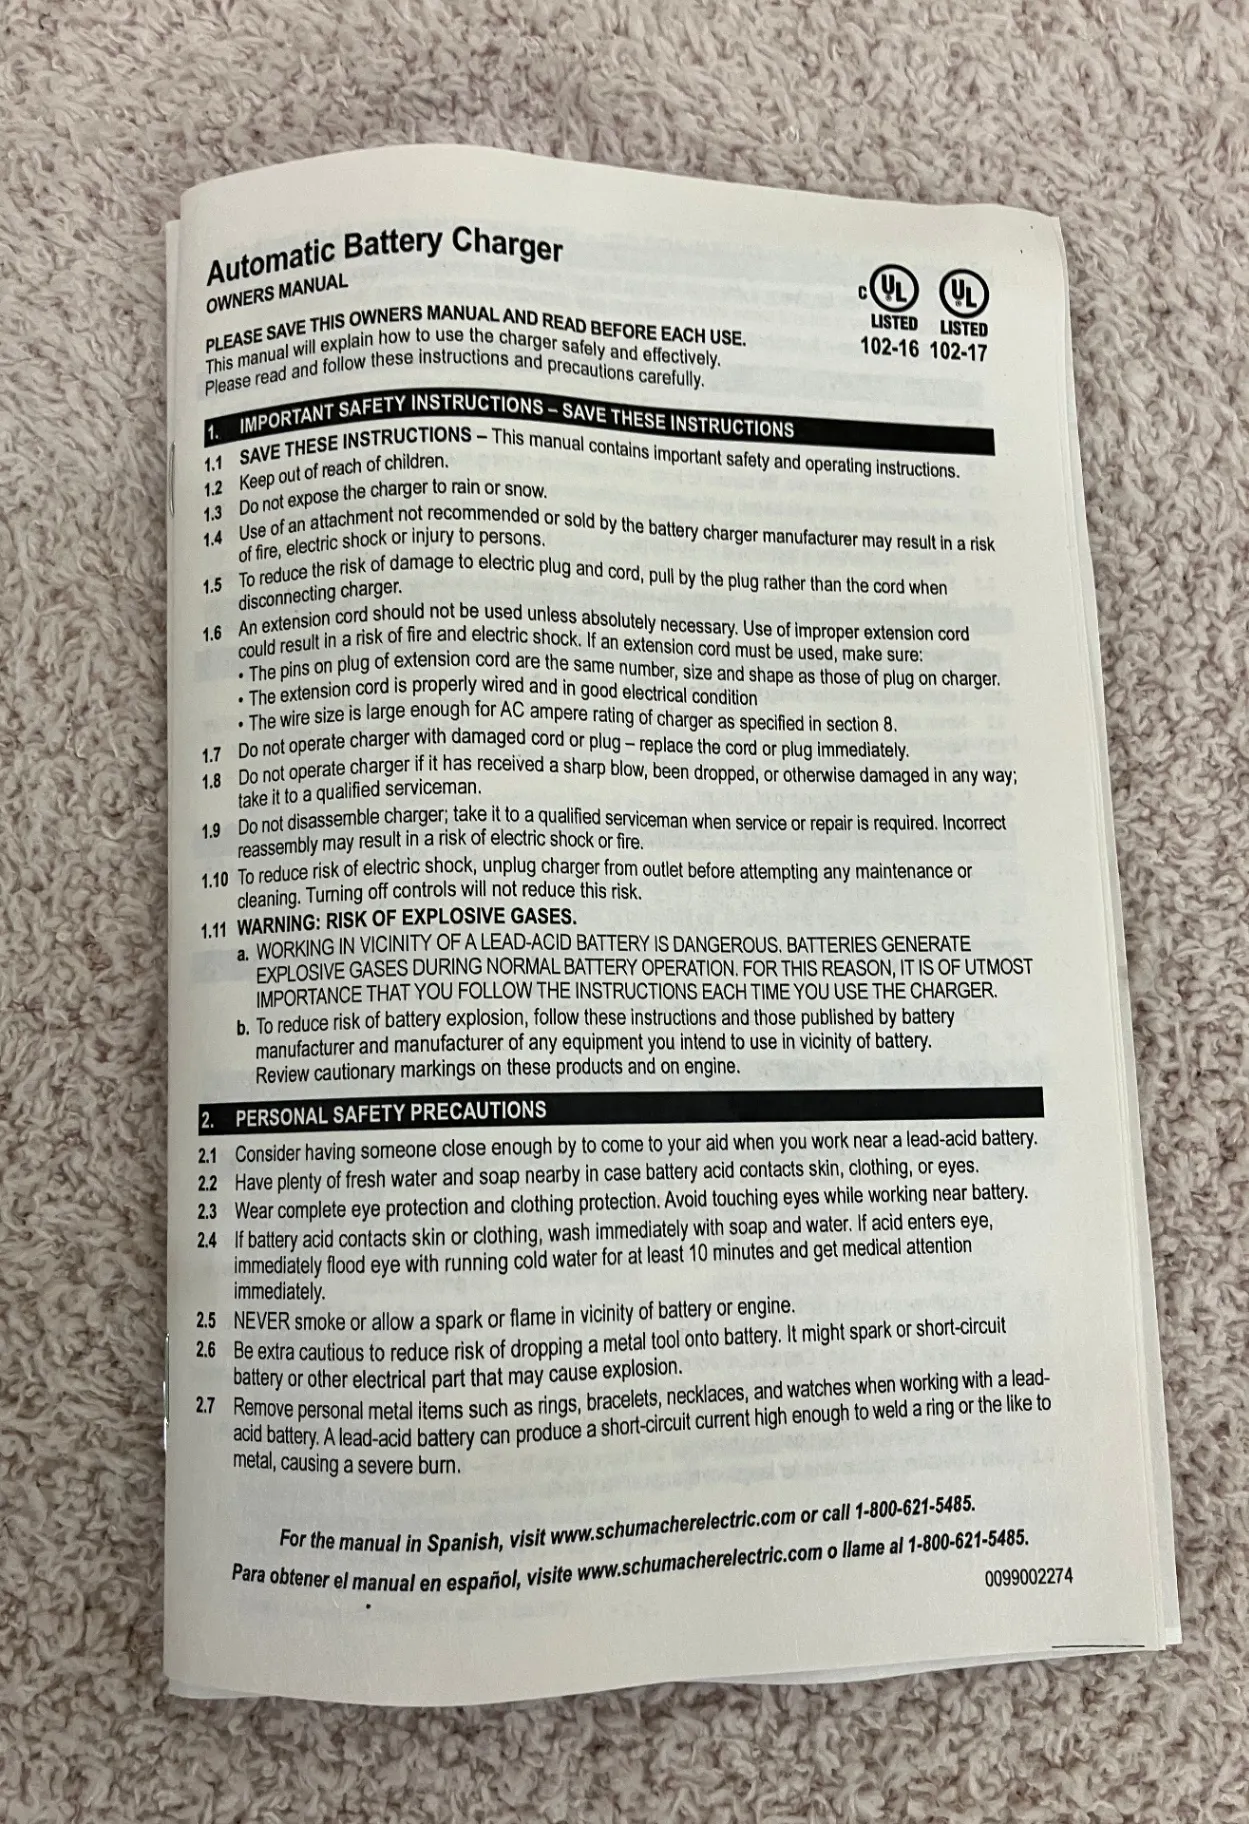 Automatic Battery Charger
OWNERS MANUAL
PLEASE SAVE THIS OWNERS MANUAL AND READ BEFORE EACH USE.
This manual will explain how to use the charger safely and effectively.
Please read and follow these instructions and precautions carefully.
C UL UL
LISTED LISTED
102-16 102-17
1. IMPORTANT SAFETY INSTRUCTIONS – SAVE THESE INSTRUCTIONS
1.1 SAVE THESE INSTRUCTIONS – This manual contains important safety and operating instructions.
1.2 Keep out of reach of children.
1.3 Do not expose the charger to rain or snow.
1.4 Use of an attachment not recommended or sold by the battery charger manufacturer may result in a risk
of fire, electric shock or injury to persons.
1.5 To reduce the risk of damage to electric plug and cord, pull by the plug rather than the cord when
disconnecting charger.
1.6 An extension cord should not be used unless absolutely necessary. Use of improper extension cord
could result in a risk of fire and electric shock. If an extension cord must be used, make sure:
• The pins on plug of extension cord are the same number, size and shape as those of plug on charger.
• The extension cord is properly wired and in good electrical condition
• The wire size is large enough for AC ampere rating of charger as specified in section 8.
1.7 Do not operate charger with damaged cord or plug – replace the cord or plug immediately.
1.8 Do not operate charger if it has received a sharp blow, been dropped, or otherwise damaged in any way;
take it to a qualified serviceman.
1.9 Do not disassemble charger; take it to a qualified serviceman when service or repair is required. Incorrect
reassembly may result in a risk of electric shock or fire.
1.10 To reduce risk of electric shock, unplug charger from outlet before attempting any maintenance or
cleaning. Turning off controls will not reduce this risk.
1.11 WARNING: RISK OF EXPLOSIVE GASES.
a. WORKING IN VICINITY OF A LEAD-ACID BATTERY IS DANGEROUS. BATTERIES GENERATE
EXPLOSIVE GASES DURING NORMAL BATTERY OPERATION. FOR THIS REASON, IT IS OF UTMOST
IMPORTANCE THAT YOU FOLLOW THE INSTRUCTIONS EACH TIME YOU USE THE CHARGER.
b. To reduce risk of battery explosion, follow these instructions and those published by battery
manufacturer and manufacturer of any equipment you intend to use in vicinity of battery.
Review cautionary markings on these products and on engine.
2. PERSONAL SAFETY PRECAUTIONS
2.1 Consider having someone close enough by to come to your aid when you work near a lead-acid battery.
2.2 Have plenty of fresh water and soap nearby in case battery acid contacts skin, clothing, or eyes.
2.3 Wear complete eye protection and clothing protection. Avoid touching eyes while working near battery.
2.4 If battery acid contacts skin or clothing, wash immediately with soap and water. If acid enters eye,
immediately flood eye with running cold water for at least 10 minutes and get medical attention
immediately.
2.5 NEVER smoke or allow a spark or flame in vicinity of battery or engine.
2.6 Be extra cautious to reduce risk of dropping a metal tool onto battery. It might spark or short-circuit
battery or other electrical part that may cause explosion.
2.7 Remove personal metal items such as rings, bracelets, necklaces, and watches when working with a lead-
acid battery. A lead-acid battery can produce a short-circuit current high enough to weld a ring or the like to
metal, causing a severe burn.
For the manual in Spanish, visit www.schumacherelectric.com or call 1-800-621-5485.
Para obtener el manual en español, visite www.schumacherelectric.com o llame al 1-800-621-5485.
0099002274